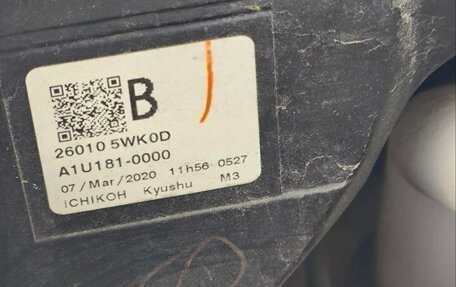 B
26010 5WK0D
A1U181-0000
07/Mar/2020 11h56 0527
ICHIKOH Kyushu M3